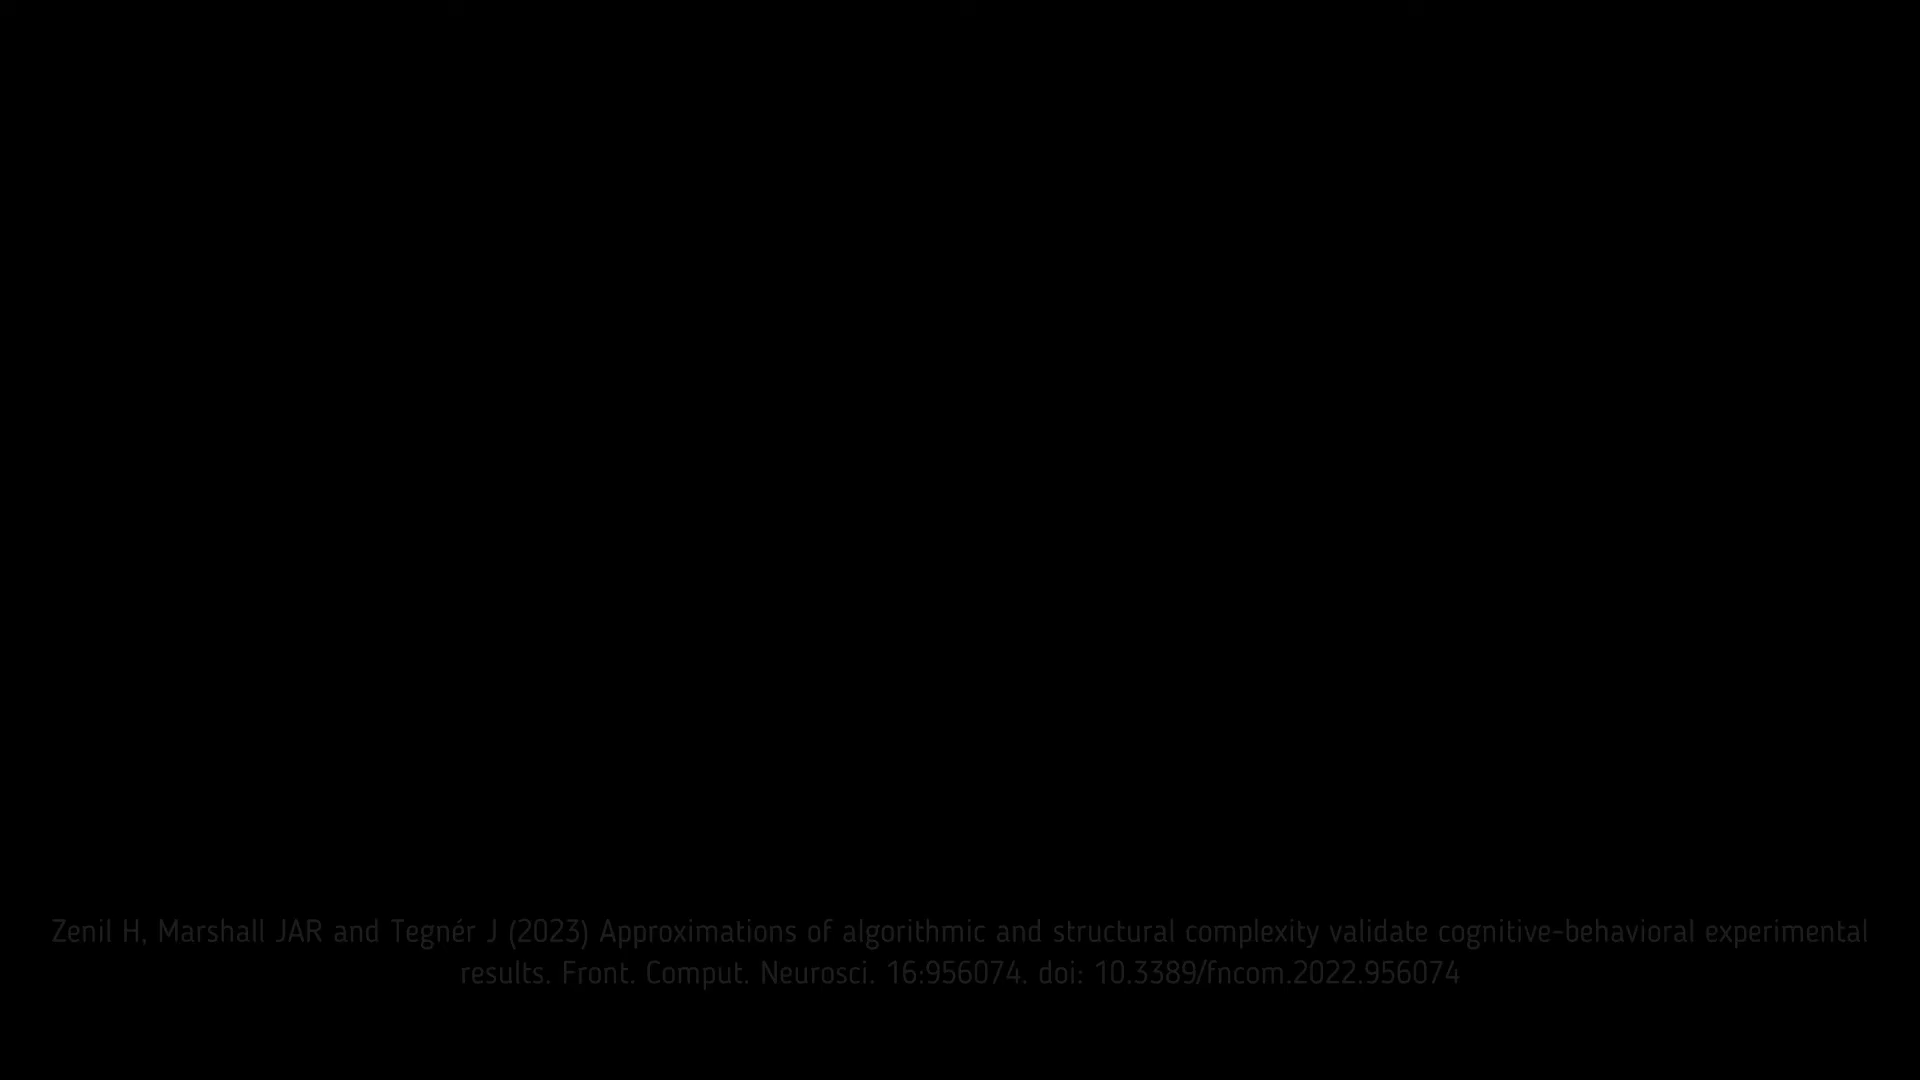 Zenil H, Marshall JAR and Tegnér J (2023) Approximations of algorithmic and structural complexity validate cognitive-behavioral experimental
results. Front. Comput. Neurosci. 16:956074. doi: 10.3389/fncom.2022.956074